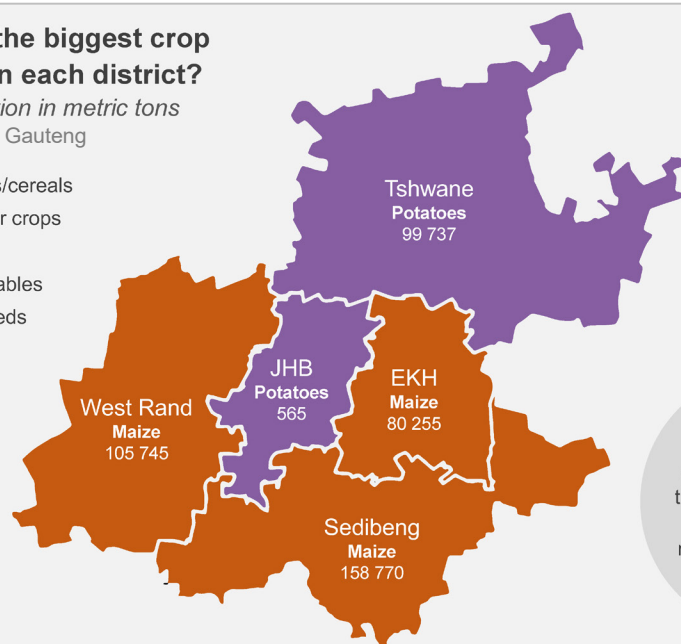 the biggest crop
n each district?
tion in metric tons
Gauteng
s/cereals
r crops
ables
eds
Tshwane
Potatoes
99 737
JHB
Potatoes
565
EKH
Maize
80 255
West Rand
Maize
105 745
Sedibeng
Maize
158 770
t